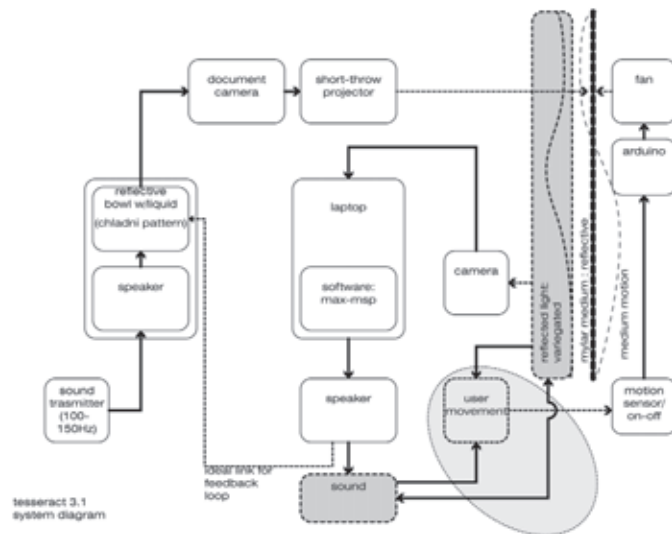 document
camera
short-throw
projector
fan
arduino
reflective
bowl w/liquid
(chladni pattern)
speaker
laptop
software:
max-msp
camera
reflected light:
variegated
mylar medium : reflective
medium motion
sound
trasmitter
(100-
150Hz)
speaker
user
movement
motion
sensor/
on-off
ideal link for
feedback
loop
sound
tesseract 3.1
system diagram